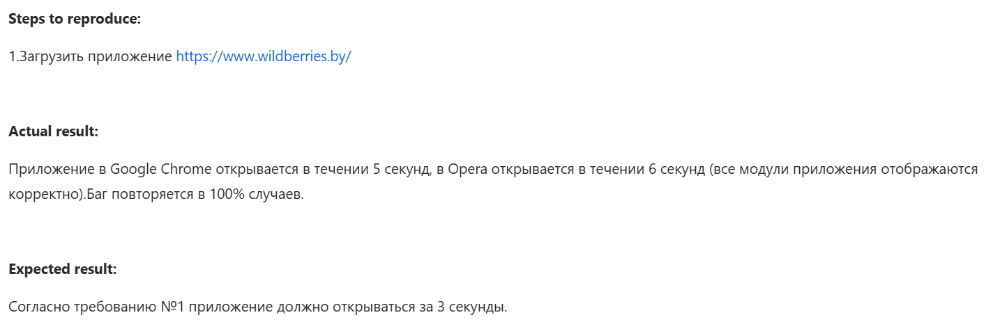 Steps to reproduce:
1.Загрузить приложение https://www.wildberries.by/
Actual result:
Приложение в Google Chrome открывается в течении 5 секунд, в Opera открывается в течении 6 секунд (все модули приложения отображаются
корректно).Баг повторяется в 100% случаев.
Expected result:
Согласно требованию №1 приложение должно открываться за 3 секунды.